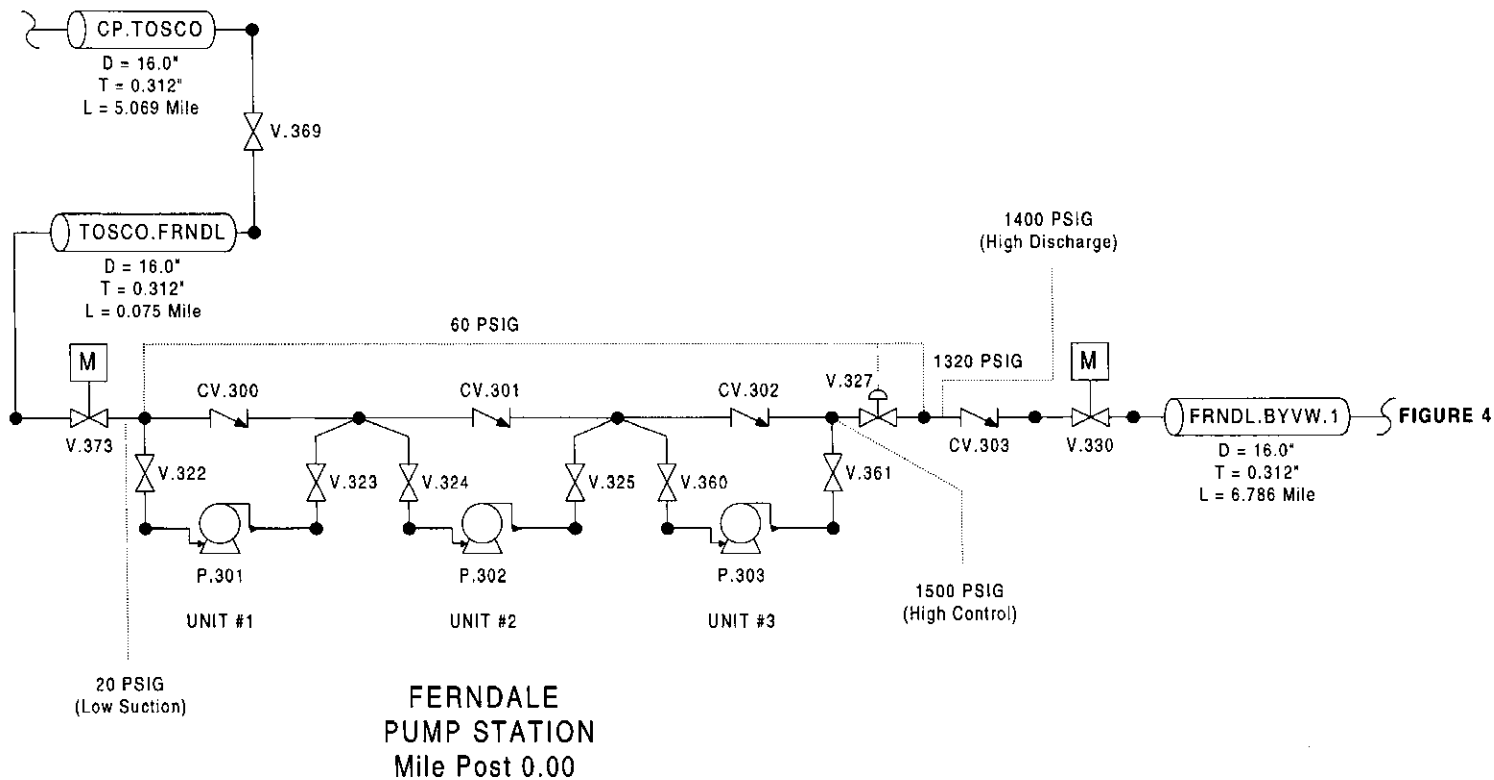 CP.TOSCO
D = 16.0"
T = 0.312"
L = 5.069 Mile
V.369
TOSCO.FRNDL
D = 16.0"
T = 0.312"
L = 0.075 Mile
1400 PSIG
(High Discharge)
60 PSIG
1320 PSIG
M
V.373
CV.300
CV.301
CV.302
V.327
CV.303
M
V.330
FRNDL.BYVW.1
FIGURE 4
D = 16.0"
T = 0.312"
L = 6.786 Mile
V.322
V.323
V.324
V.325
V.360
V.361
P.301
P.302
P.303
UNIT #1
UNIT #2
UNIT #3
1500 PSIG
(High Control)
20 PSIG
(Low Suction)
FERNDALE
PUMP STATION
Mile Post 0.00